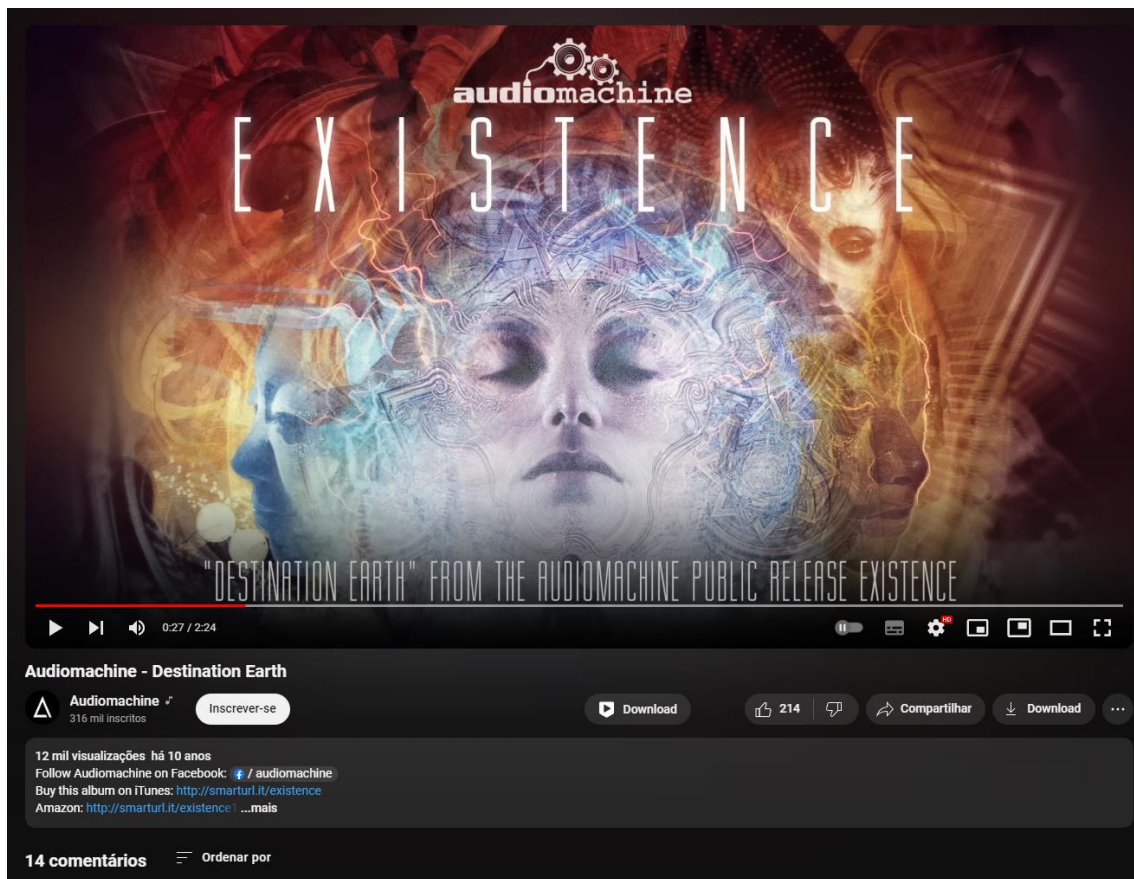 audiomachine
EXISTENCE
"DESTINATION EARTH" FROM THE AUDIOMACHINE PUBLIC RELEASE EXISTENCE
0:27 / 2:24
HD
Audiomachine - Destination Earth
Audiomachine
316 mil inscritos
Inscrever-se
Download
214
Compartilhar
Download
12 mil visualizações há 10 anos
Follow Audiomachine on Facebook: / audiomachine
Buy this album on iTunes: http://smarturl.it/existence
Amazon: http://smarturl.it/existence1 ...mais
14 comentários
Ordenar por